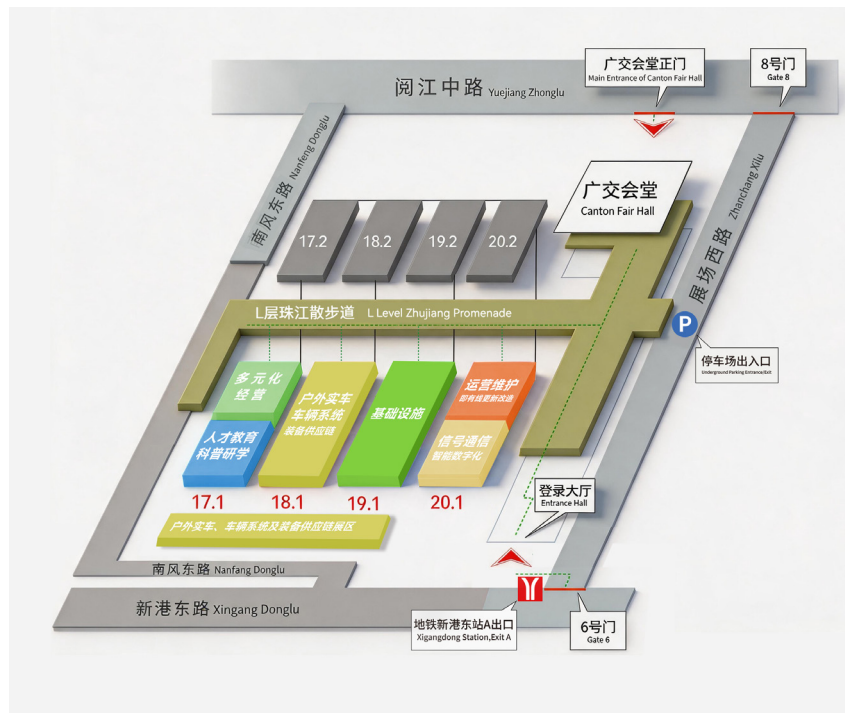 广交会堂正门
Main Entrance of Canton Fair Hall
8号门
Gate 8
阅江中路 Yuejiang Zhonglu
南风东路 Nanfeng Donglu
展场西路 Zhanchang Xilu
广交会堂
Canton Fair Hall
17.2
18.2
19.2
20.2
L层珠江散步道 L Level Zhujiang Promenade
P
停车场出入口
Underground Parking Entrance/Exit
多元化
经营
人才教育
科普研学
户外实车
车辆系统
装备供应链
基础设施
运营维护
即有线更新改造
信号通信
智能数字化
17.1
18.1
19.1
20.1
登录大厅
Entrance Hall
户外实车、车辆系统及装备供应链展区
南风东路 Nanfang Donglu
新港东路 Xingang Donglu
地铁新港东站A出口
Xigangdong Station,Exit A
6号门
Gate 6